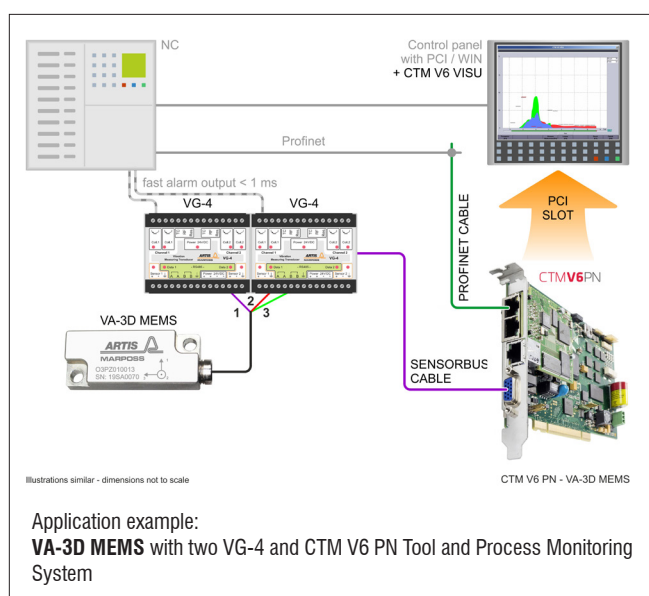 NC
Control panel
with PCI / WIN
+ CTM V6 VISU
Profinet
fast alarm output < 1 ms
VG-4
VG-4
PROFINET CABLE
PCI
SLOT
CTMV6PN
VA-3D MEMS
1
2
3
ARTIS
MARPOSS
O3PZ010013
SN: 19SA0070
SENSORBUS
CABLE
Illustrations similar - dimensions not to scale
CTM V6 PN - VA-3D MEMS
Application example:
VA-3D MEMS with two VG-4 and CTM V6 PN Tool and Process Monitoring
System